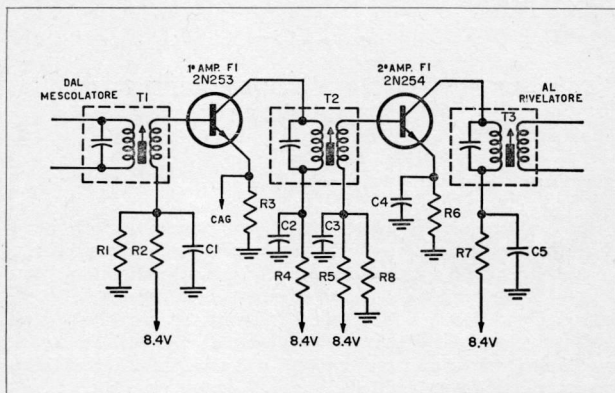 DAL
MESCOLATORE
T1
1ª AMP. FI
2N253
T2
2ª AMP. FI
2N254
AL
RIVELATORE
T3
R3
CAG
C2
C3
C4
R6
R1
R2
C1
R4
R5
R8
R7
C5
8,4V
8,4V
8,4V
8,4V